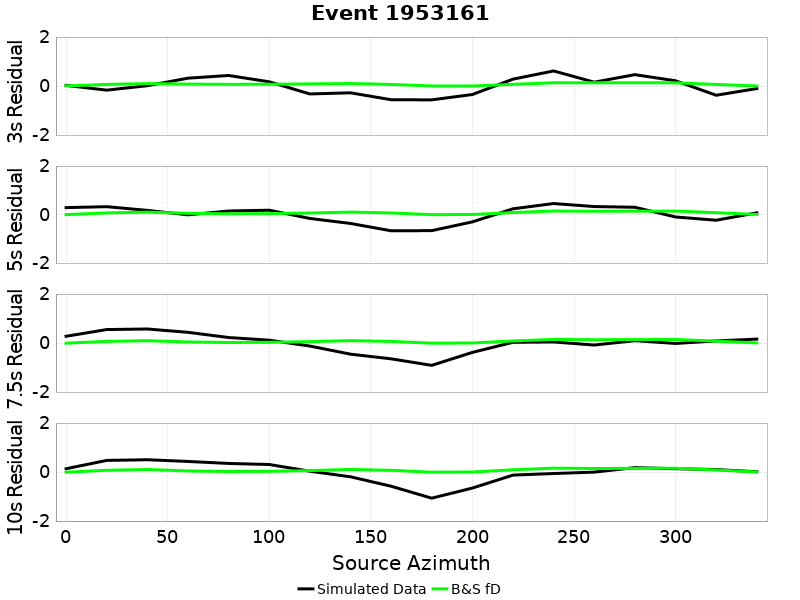 Event 1953161
3s Residual
2
0
-2
5s Residual
2
0
-2
7.5s Residual
2
0
-2
10s Residual
2
0
-2
0 50 100 150 200 250 300
Source Azimuth
Simulated Data B&S fD